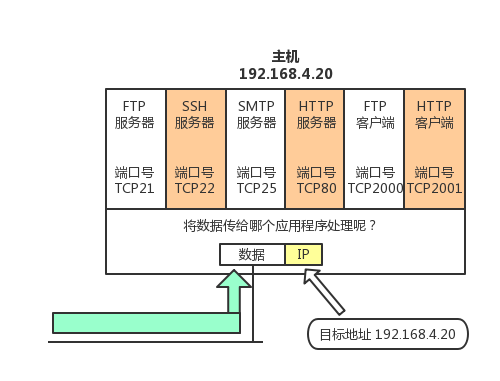 主机
192.168.4.20
FTP
服务器
端口号
TCP21
SSH
服务器
端口号
TCP22
SMTP
服务器
端口号
TCP25
HTTP
服务器
端口号
TCP80
FTP
客户端
端口号
TCP2000
HTTP
客户端
端口号
TCP2001
将数据传给哪个应用程序处理呢？
数据
IP
目标地址 192.168.4.20